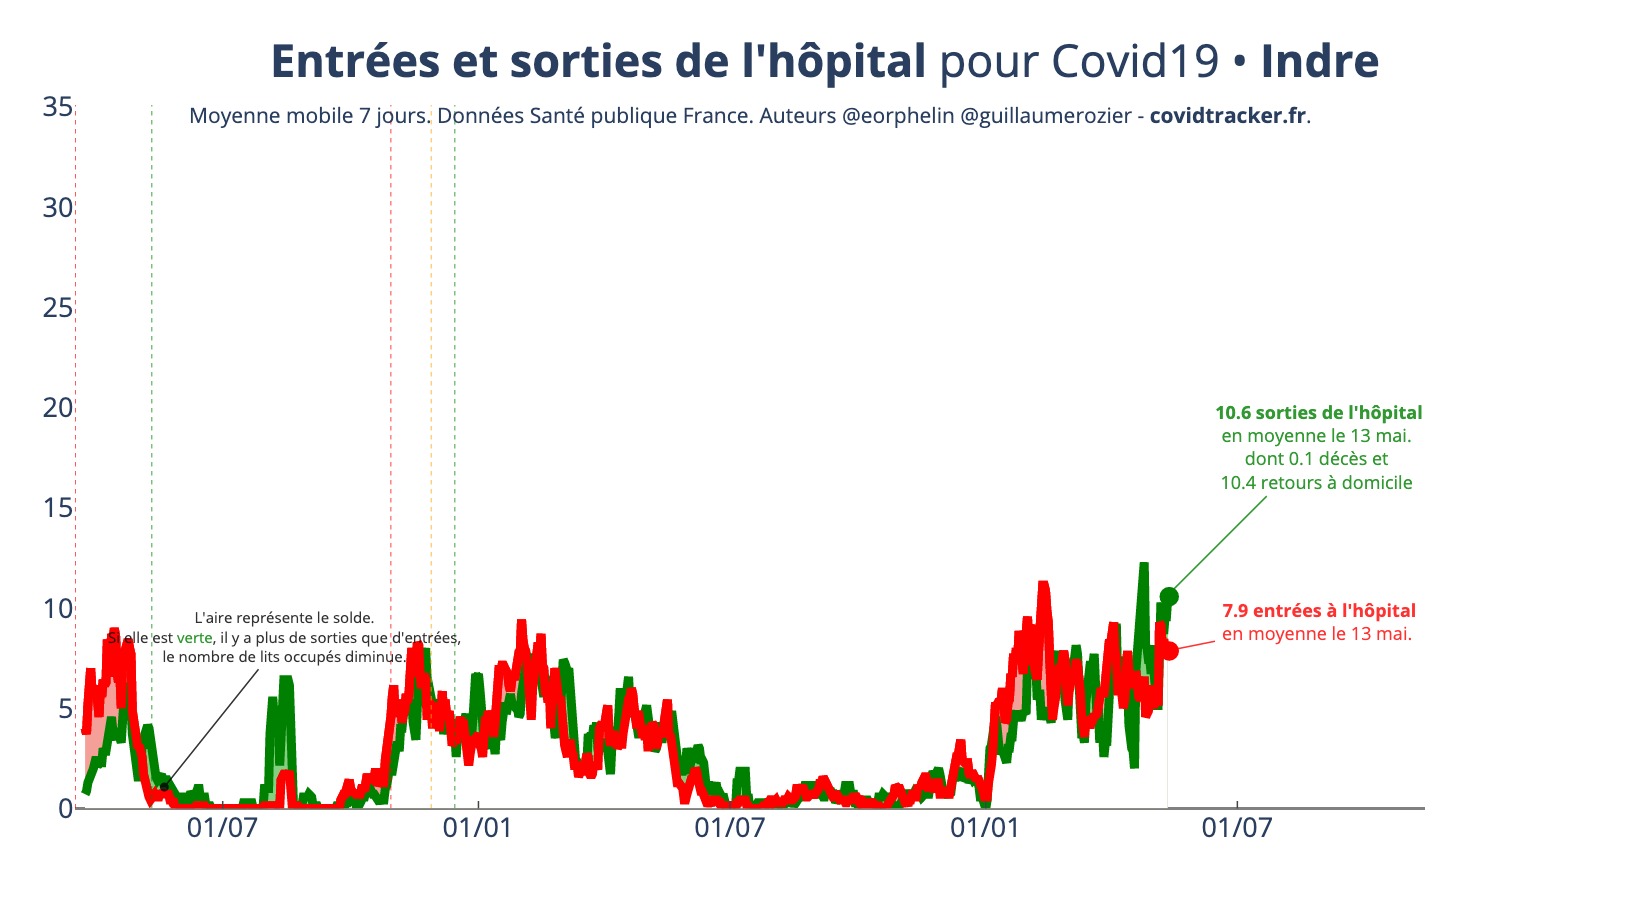 Entrées et sorties de l'hôpital pour Covid19 • Indre
Moyenne mobile 7 jours. Données Santé publique France. Auteurs @eorphelin @guillaumerozier - covidtracker.fr.
35
30
25
20
15
10
5
0
10.6 sorties de l'hôpital
en moyenne le 13 mai.
dont 0.1 décès et
10.4 retours à domicile
7.9 entrées à l'hôpital
en moyenne le 13 mai.
L'aire représente le solde.
Si elle est verte, il y a plus de sorties que d'entrées,
le nombre de lits occupés diminue.
01/07
01/01
01/07
01/01
01/07